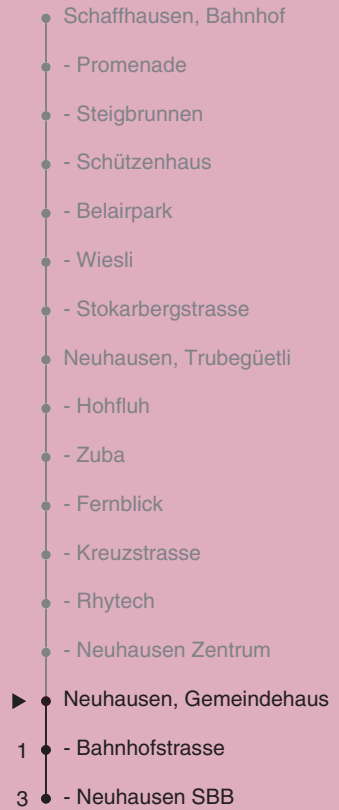 Schaffhausen, Bahnhof
- Promenade
- Steigbrunnen
- Schützenhaus
- Belairpark
- Wiesli
- Stokarbergstrasse
Neuhausen, Trubegüetli
- Hohfluh
- Zuba
- Fernblick
- Kreuzstrasse
- Rhytech
- Neuhausen Zentrum
Neuhausen, Gemeindehaus
1 - Bahnhofstrasse
3 - Neuhausen SBB